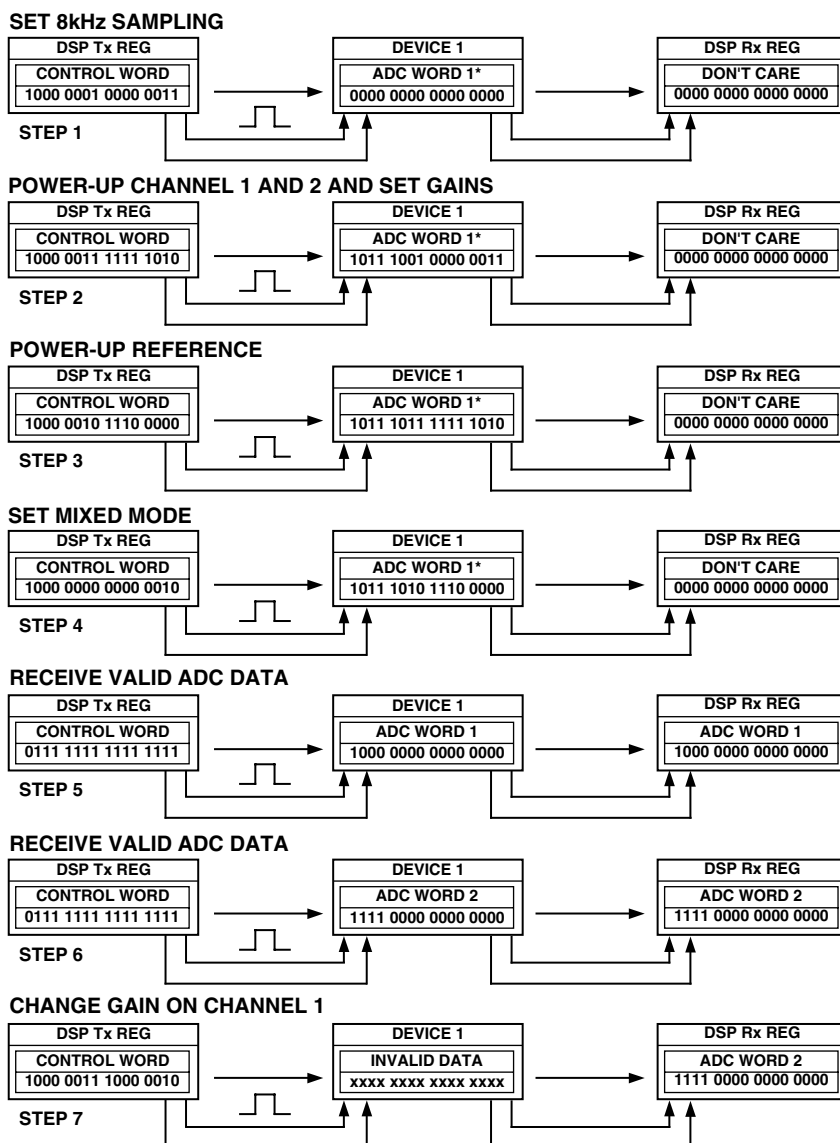 SET 8kHz SAMPLING
DSP Tx REG DEVICE 1 DSP Rx REG
CONTROL WORD ADC WORD 1* DON'T CARE
1000 0001 0000 0011 0000 0000 0000 0000 0000 0000 0000 0000
STEP 1
POWER-UP CHANNEL 1 AND 2 AND SET GAINS
DSP Tx REG DEVICE 1 DSP Rx REG
CONTROL WORD ADC WORD 1* DON'T CARE
1000 0011 1111 1010 1011 1001 0000 0011 0000 0000 0000 0000
STEP 2
POWER-UP REFERENCE
DSP Tx REG DEVICE 1 DSP Rx REG
CONTROL WORD ADC WORD 1* DON'T CARE
1000 0010 1110 0000 1011 1011 1111 1010 0000 0000 0000 0000
STEP 3
SET MIXED MODE
DSP Tx REG DEVICE 1 DSP Rx REG
CONTROL WORD ADC WORD 1* DON'T CARE
1000 0000 0000 0010 1011 1010 1110 0000 0000 0000 0000 0000
STEP 4
RECEIVE VALID ADC DATA
DSP Tx REG DEVICE 1 DSP Rx REG
CONTROL WORD ADC WORD 1 ADC WORD 1
0111 1111 1111 1111 1000 0000 0000 0000 1000 0000 0000 0000
STEP 5
RECEIVE VALID ADC DATA
DSP Tx REG DEVICE 1 DSP Rx REG
CONTROL WORD ADC WORD 2 ADC WORD 2
0111 1111 1111 1111 1111 0000 0000 0000 1111 0000 0000 0000
STEP 6
CHANGE GAIN ON CHANNEL 1
DSP Tx REG DEVICE 1 DSP Rx REG
CONTROL WORD INVALID DATA ADC WORD 2
1000 0011 1000 0010 xxxx xxxx xxxx xxxx 1111 0000 0000 0000
STEP 7